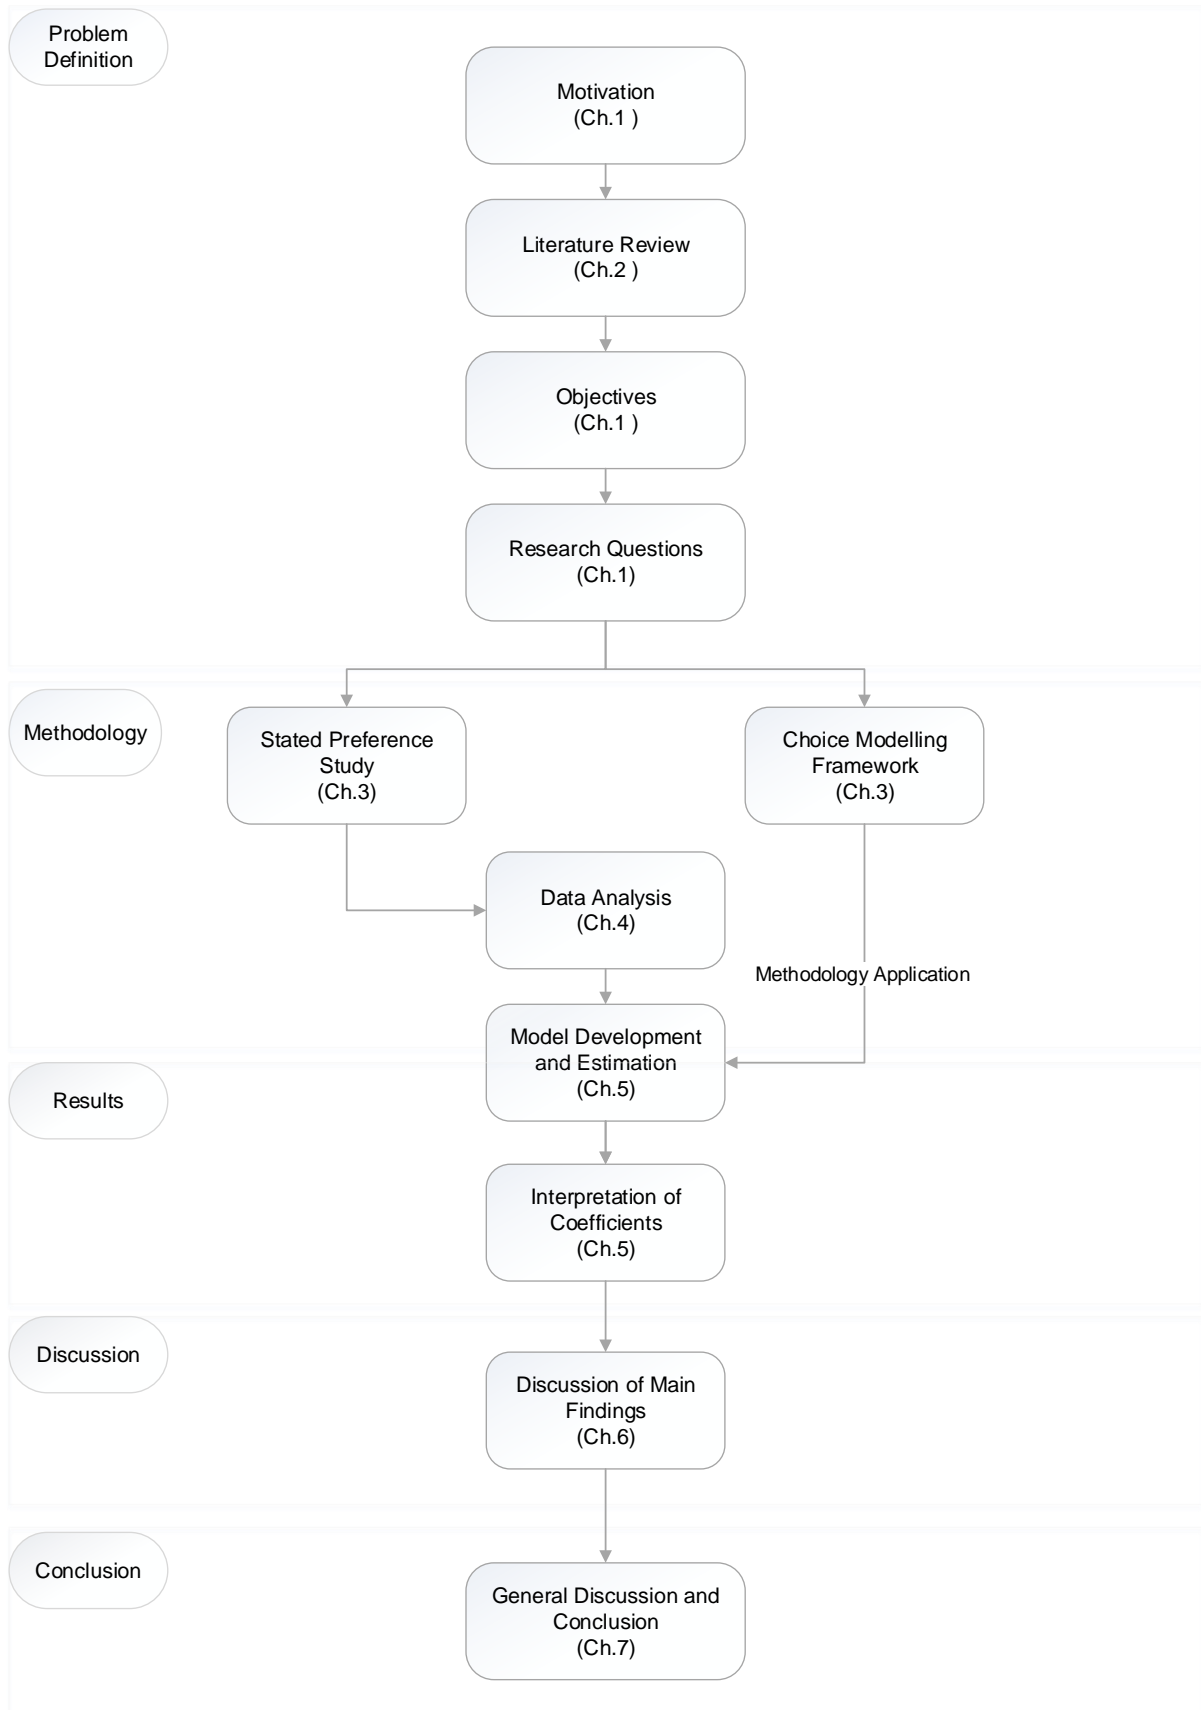 Problem
Definition
Motivation
(Ch.1 )
Literature Review
(Ch.2 )
Objectives
(Ch.1 )
Research Questions
(Ch.1)
Methodology
Stated Preference
Study
(Ch.3)
Choice Modelling
Framework
(Ch.3)
Data Analysis
(Ch.4)
Methodology Application
Model Development
and Estimation
(Ch.5)
Results
Interpretation of
Coefficients
(Ch.5)
Discussion
Discussion of Main
Findings
(Ch.6)
Conclusion
General Discussion and
Conclusion
(Ch.7)